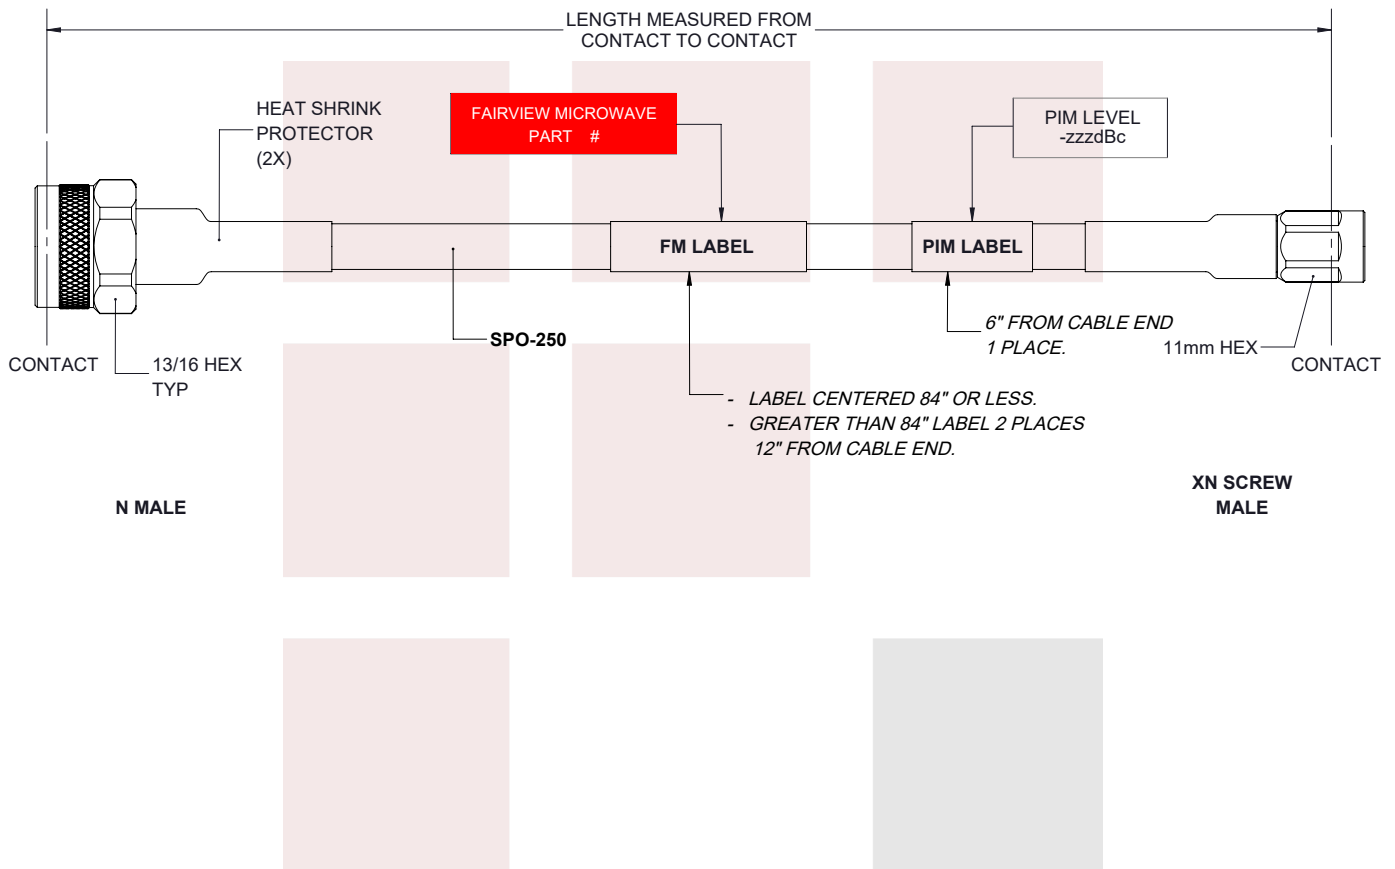 LENGTH MEASURED FROM
CONTACT TO CONTACT
HEAT SHRINK
PROTECTOR
(2X)
FAIRVIEW MICROWAVE
PART #
PIM LEVEL
-zzzdBc
FM LABEL
PIM LABEL
SPO-250
6" FROM CABLE END
1 PLACE.
11mm HEX
CONTACT
CONTACT
13/16 HEX
TYP
- LABEL CENTERED 84" OR LESS.
- GREATER THAN 84" LABEL 2 PLACES
12" FROM CABLE END.
N MALE
XN SCREW
MALE